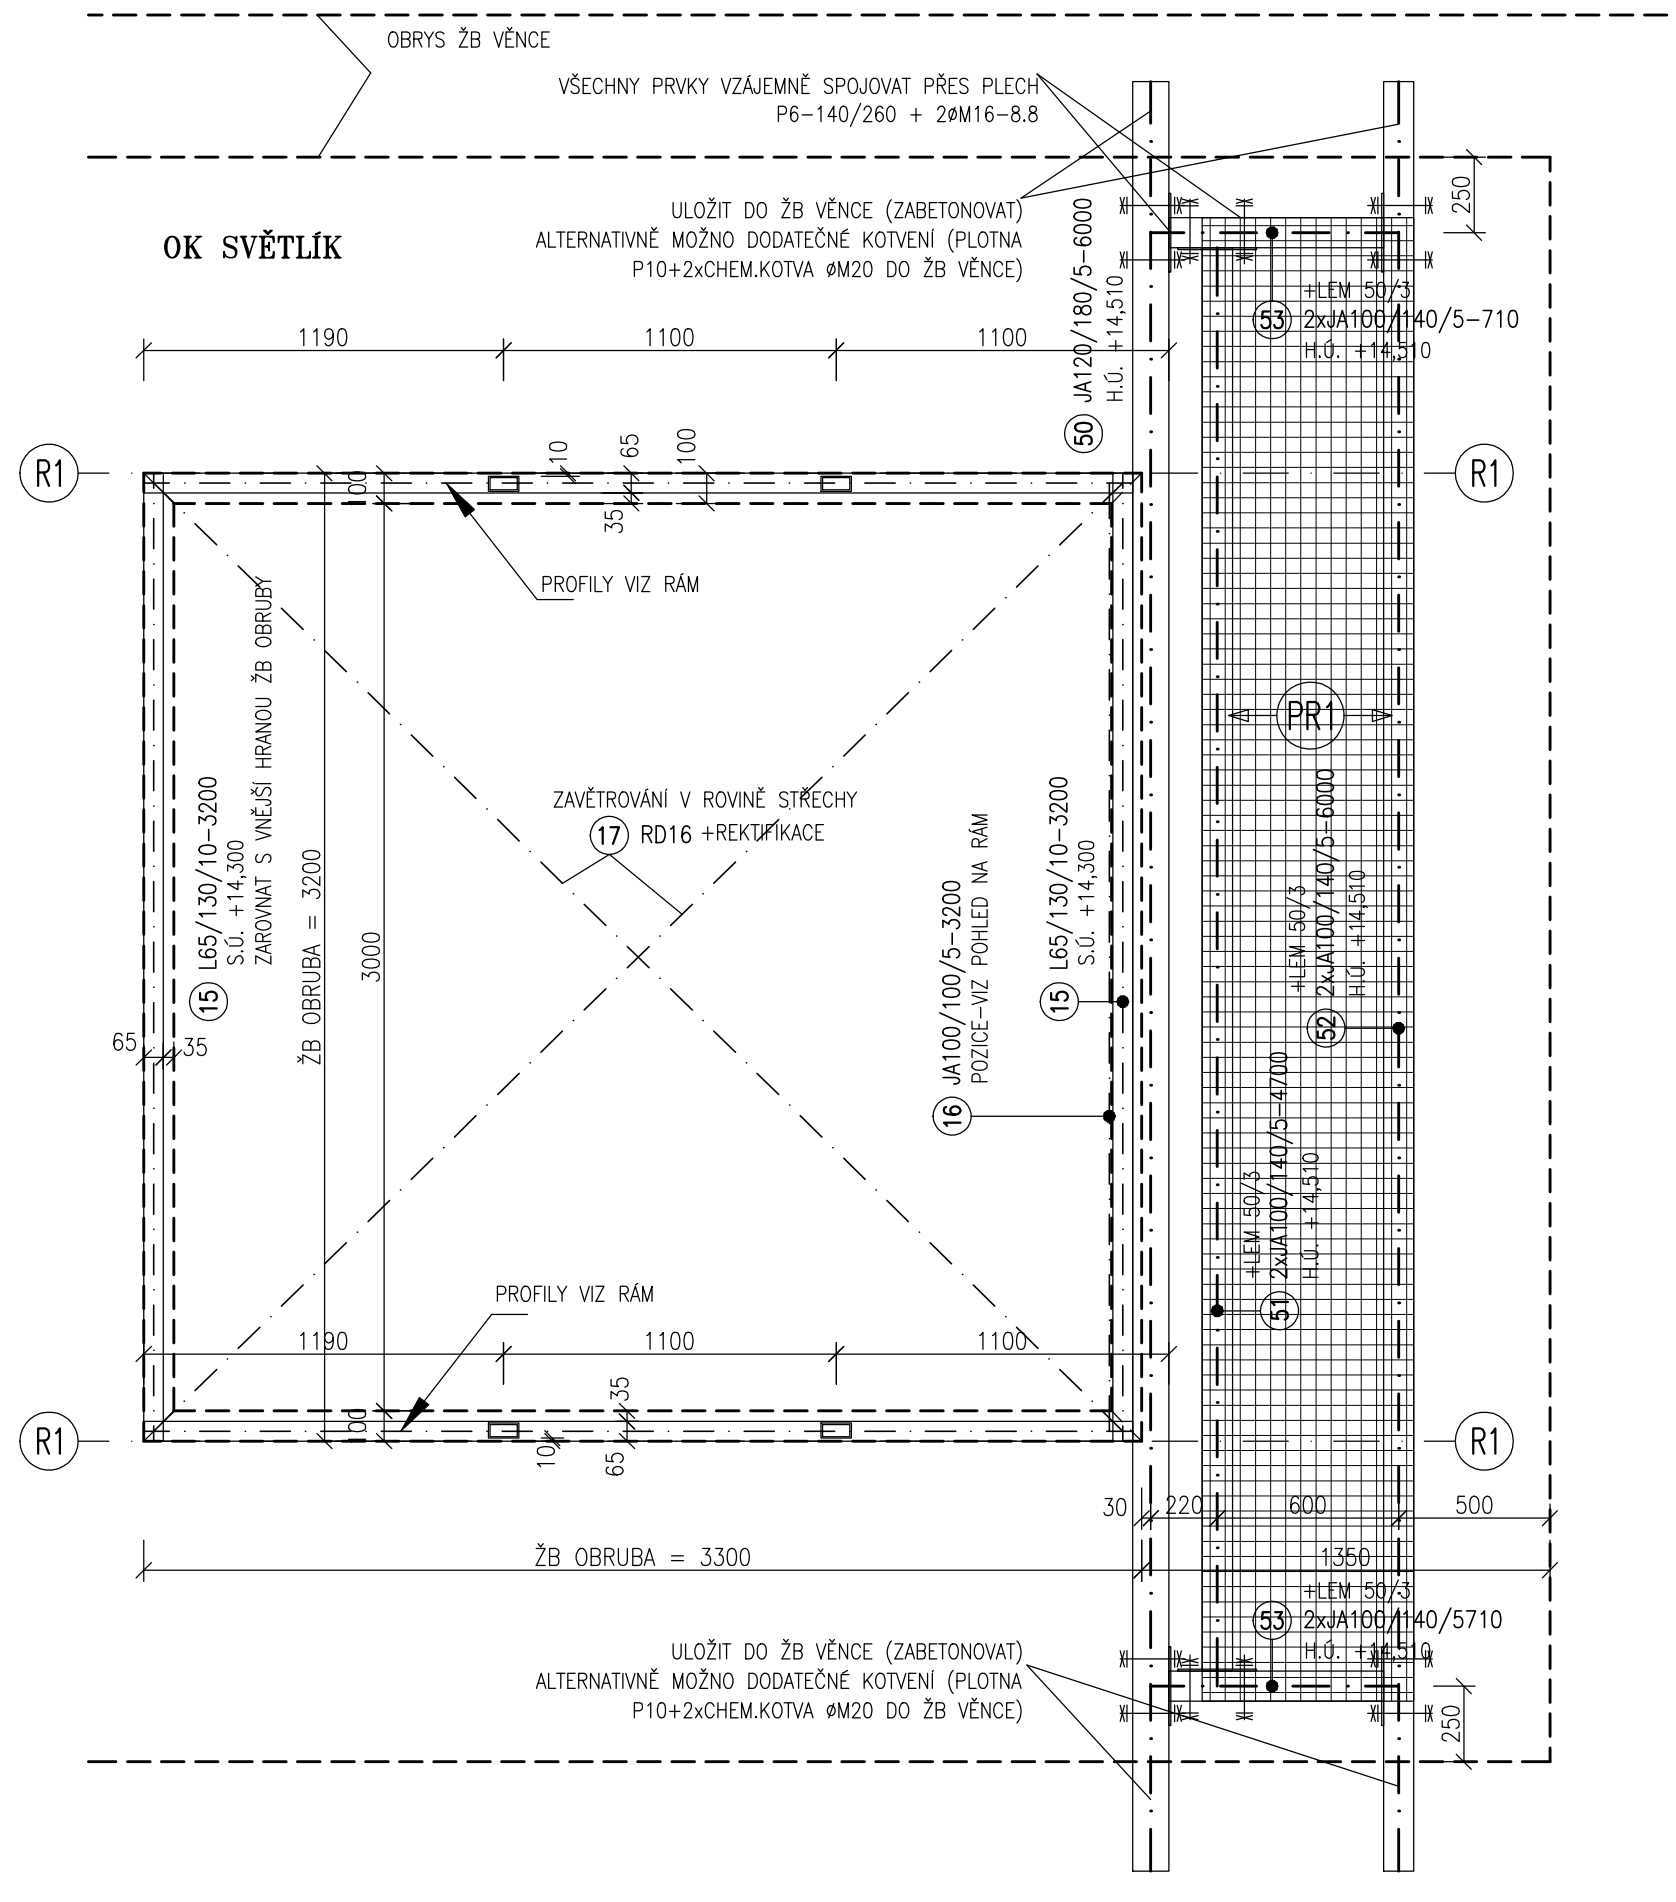 OBRYS ŽB VĚNCE
VŠECHNY PRVKY VZÁJEMNĚ SPOJOVAT PŘES PLECH
P6-140/260 + 2øM16-8.8
ULOŽIT DO ŽB VĚNCE (ZABETONOVAT)
ALTERNATIVNĚ MOŽNO DODATEČNÉ KOTVENÍ (PLOTNA
P10+2xCHEM.KOTVA øM20 DO ŽB VĚNCE)
OK SVĚTLÍK
250
50 JA120/180/5-6000
H.Ú. +14,510
+LEM 50/3
53 2xJA100/140/5-710
H.Ú. +14,510
1190
1100
1100
R1
R1
100
10
65
100
35
PROFILY VIZ RÁM
15 L65/130/10-3200
S.Ú. +14,300
ZAROVNAT S VNĚJŠÍ HRANOU ŽB OBRUBY
ŽB OBRUBA = 3200
3000
65
35
ZAVĚTROVÁNÍ V ROVINĚ STŘECHY
17 RD16 +REKTIFIKACE
16 JA100/100/5-3200
POZICE-VIZ POHLED NA RÁM
15 L65/130/10-3200
S.Ú. +14,300
PR1
+LEM 50/3
52 2xJA100/140/5-6000
H.Ú. +14,510
+LEM 50/3
51 2xJA100/140/5-4700
H.Ú. +14,510
PROFILY VIZ RÁM
1190
1100
1100
100
10
35
65
R1
R1
30
220
600
500
ŽB OBRUBA = 3300
1350
+LEM 50/3
53 2xJA100/140/5710
H.Ú. +14,510
ULOŽIT DO ŽB VĚNCE (ZABETONOVAT)
ALTERNATIVNĚ MOŽNO DODATEČNÉ KOTVENÍ (PLOTNA
P10+2xCHEM.KOTVA øM20 DO ŽB VĚNCE)
250